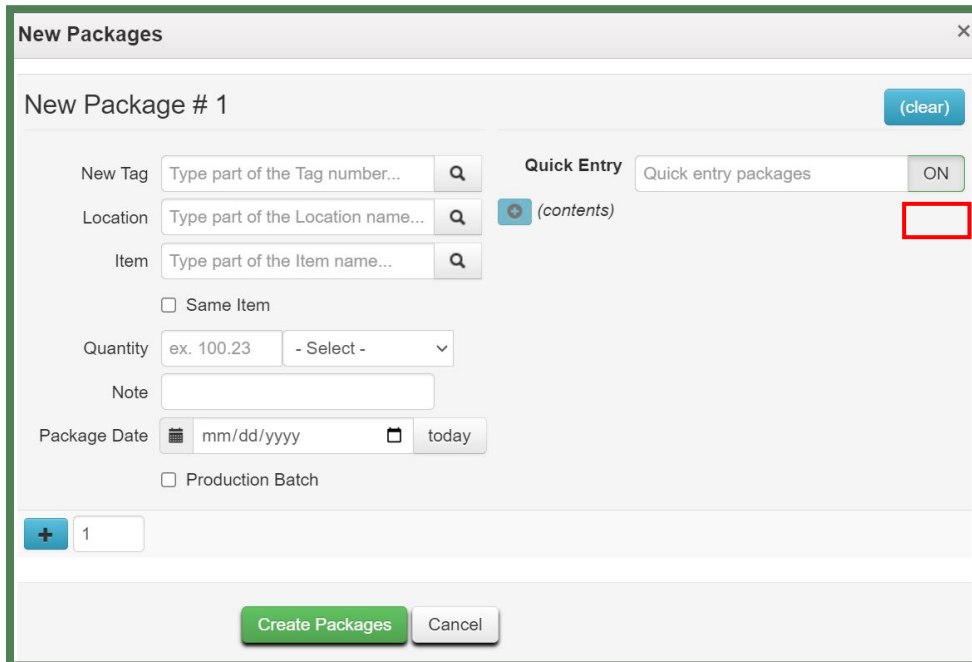 New Packages ×
New Package # 1 (clear)
New Tag Type part of the Tag number... Quick Entry Quick entry packages ON
Location Type part of the Location name... (contents)
Item Type part of the Item name...
Same Item
Quantity ex. 100.23 - Select -
Note
Package Date mm/dd/yyyy today
Production Batch
1
Create Packages Cancel